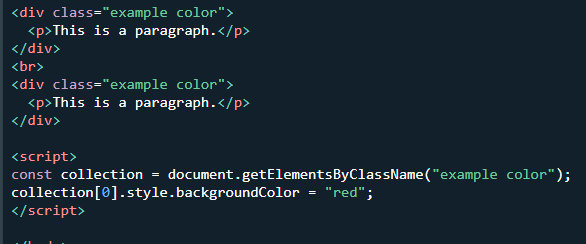 <div class="example color">
  <p>This is a paragraph.</p>
</div>
<br>
<div class="example color">
  <p>This is a paragraph.</p>
</div>

<script>
const collection = document.getElementsByClassName("example color");
collection[0].style.backgroundColor = "red";
</script>